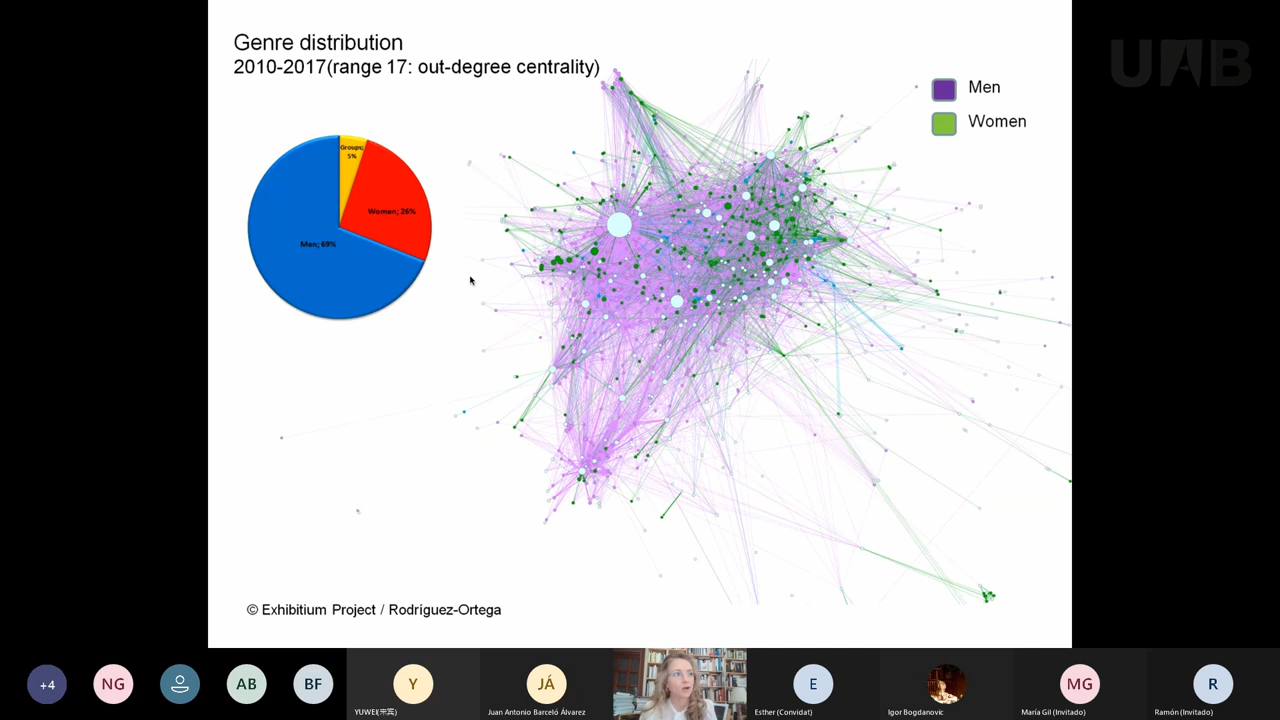 Genre distribution
2010-2017(range 17: out-degree centrality)
UAB
Men
Women
Groups;
5%
Women; 26%
Men; 69%
© Exhibitium Project / Rodríguez-Ortega
+4
NG
AB
BF
Y
JÁ
E
MG
R
Juan Antonio Barceló Álvarez
Esther (Convidat)
Igor Bogdanovic
María Gil (Invitado)
Ramón (Invitado)